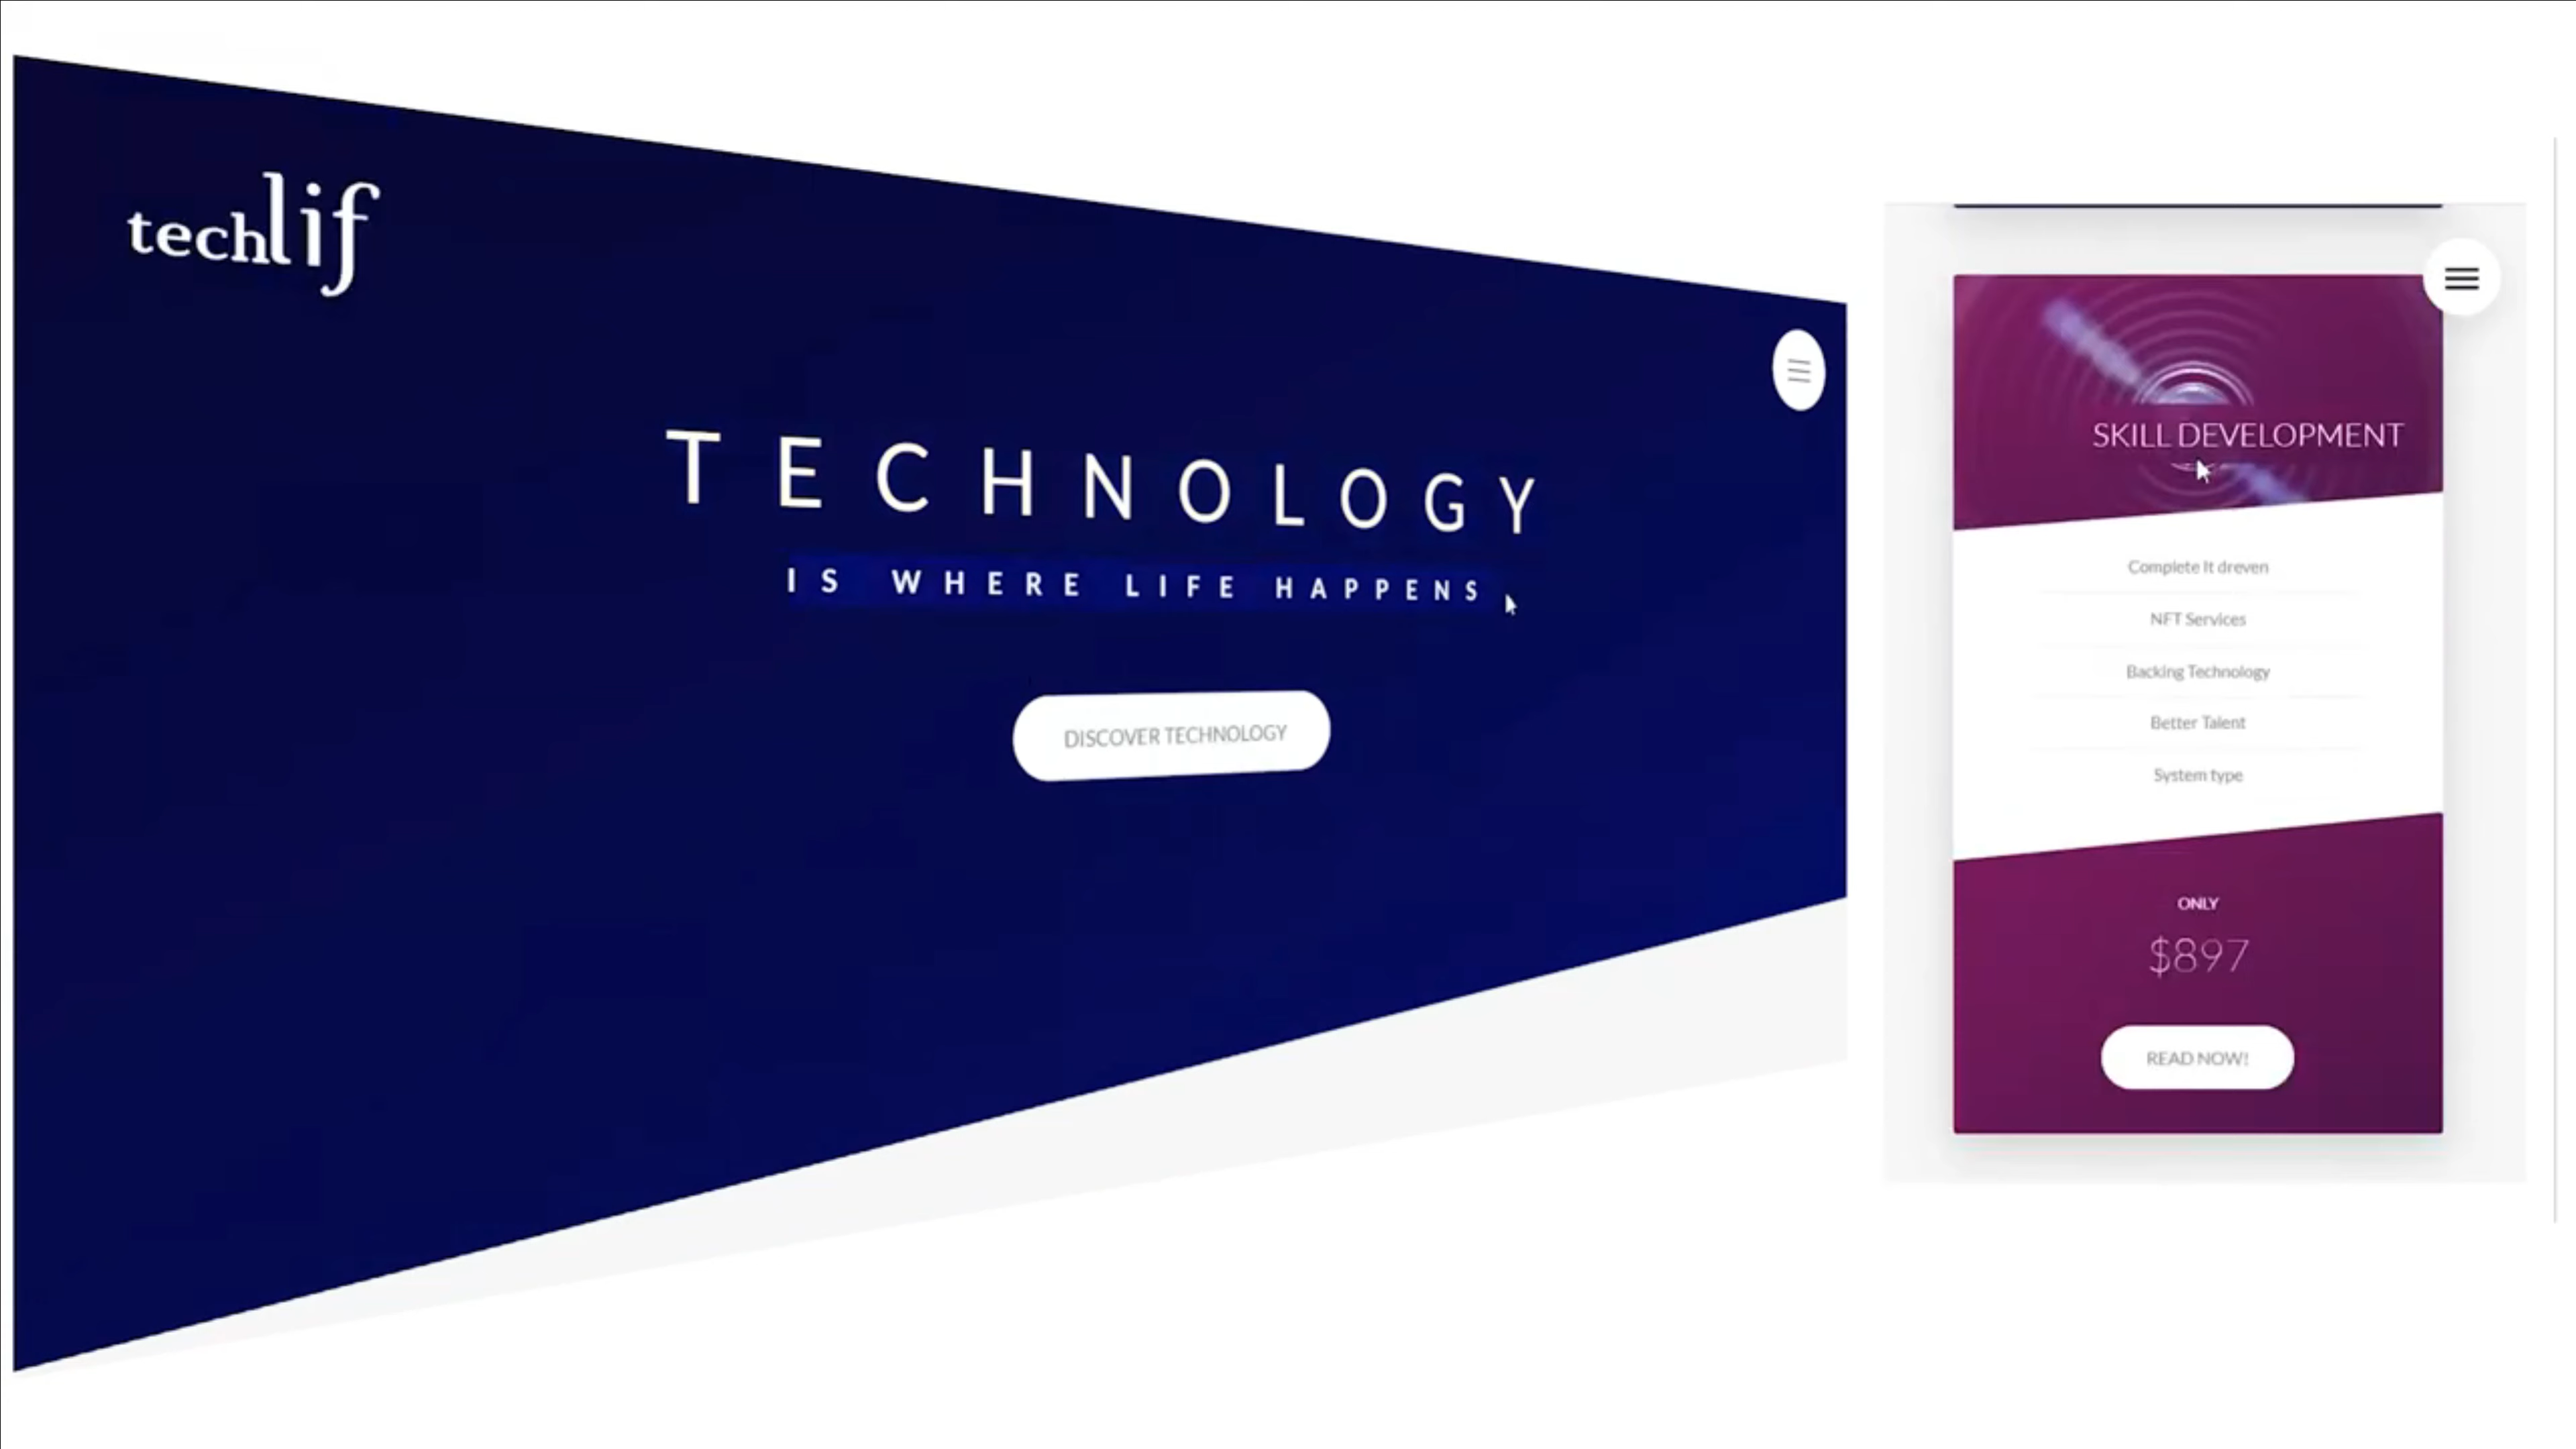 techlif
TECHNOLOGY
IS WHERE LIFE HAPPENS
DISCOVER TECHNOLOGY
SKILL DEVELOPMENT
Complete It dreven
NFT Services
Backing Technology
Better Talent
System type
ONLY
$897
READ NOW!